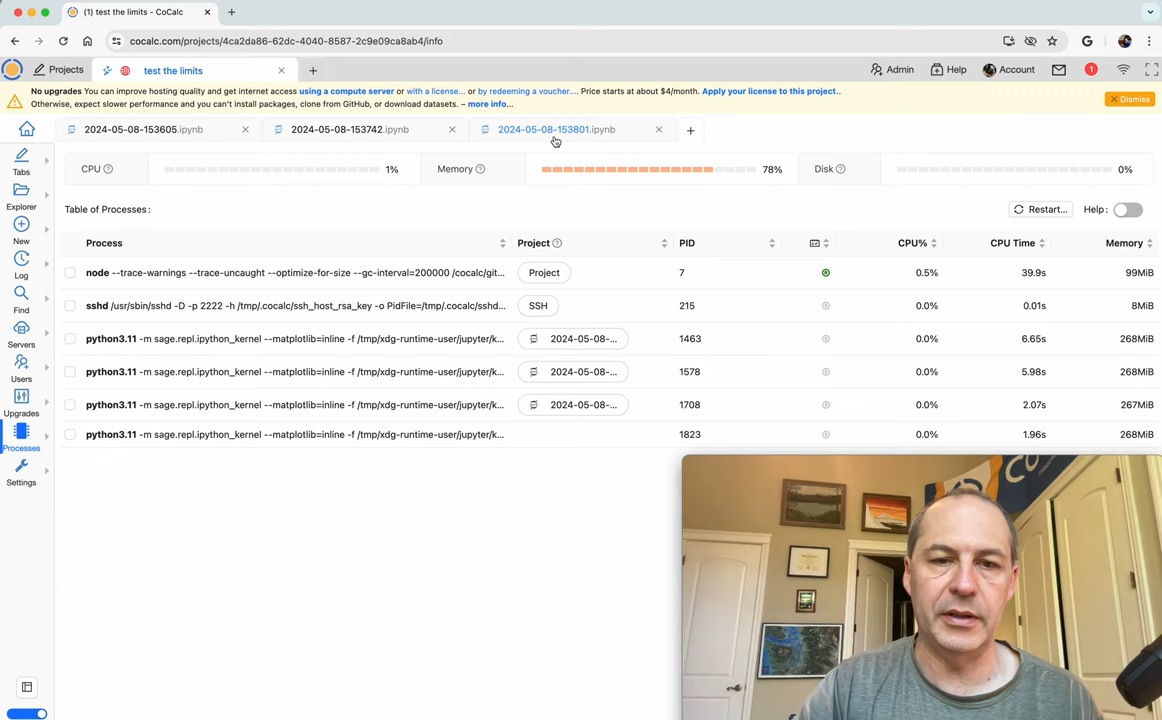 (1) test the limits - CoCalc
cocalc.com/projects/4ca2da86-62dc-4040-8587-2c9e09ca8ab4/info
Projects
test the limits
Admin
Help
Account
1
No upgrades You can improve hosting quality and get internet access using a compute server or with a license... or by redeeming a voucher.... Price starts at about $4/month. Apply your license to this project..
Otherwise, expect slower performance and you can't install packages, clone from GitHub, or download datasets. – more info...
Dismiss
2024-05-08-153605.ipynb
2024-05-08-153742.ipynb
2024-05-08-153801.ipynb
Tabs
Explorer
New
Log
Find
Servers
Users
Upgrades
Processes
Settings
CPU 1% Memory 78% Disk 0%
Table of Processes:
Restart... Help:
Process Project PID CPU% CPU Time Memory
node --trace-warnings --trace-uncaught --optimize-for-size --gc-interval=200000 /cocalc/git... Project 7 0.5% 39.9s 99MiB
sshd /usr/sbin/sshd -D -p 2222 -h /tmp/.cocalc/ssh_host_rsa_key -o PidFile=/tmp/.cocalc/sshd... SSH 215 0.0% 0.01s 8MiB
python3.11 -m sage.repl.ipython_kernel --matplotlib=inline -f /tmp/xdg-runtime-user/jupyter/k... 2024-05-08-... 1463 0.0% 6.65s 268MiB
python3.11 -m sage.repl.ipython_kernel --matplotlib=inline -f /tmp/xdg-runtime-user/jupyter/k... 2024-05-08-... 1578 0.0% 5.98s 268MiB
python3.11 -m sage.repl.ipython_kernel --matplotlib=inline -f /tmp/xdg-runtime-user/jupyter/k... 2024-05-08-... 1708 0.0% 2.07s 267MiB
python3.11 -m sage.repl.ipython_kernel --matplotlib=inline -f /tmp/xdg-runtime-user/jupyter/k... 1823 0.0% 1.96s 268MiB